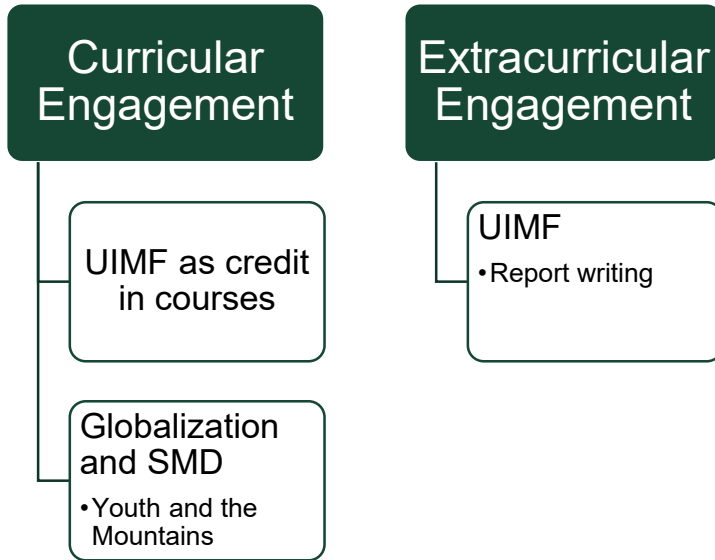 Curricular
Engagement
UIMF as credit
in courses
Globalization
and SMD
•Youth and the
Mountains
Extracurricular
Engagement
UIMF
•Report writing